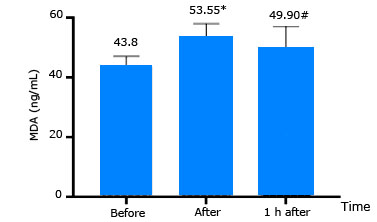 60
40
20
0
MDA (ng/mL)
43.8
53.55*
49.90#
Before
After
1 h after
Time